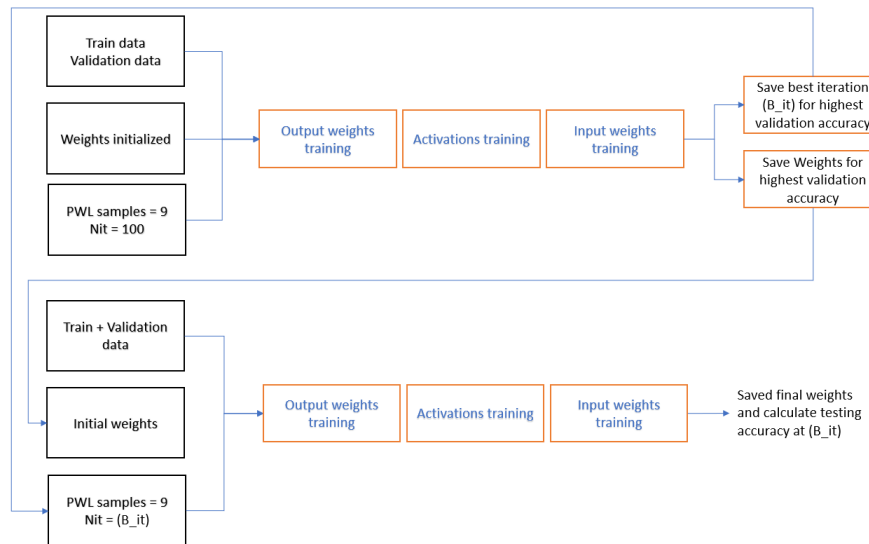 Train data
Validation data
Weights initialized
PWL samples = 9
Nit = 100
Output weights
training
Activations training
Input weights
training
Save best iteration
(B_it) for highest
validation accuracy
Save Weights for
highest validation
accuracy
Train + Validation
data
Initial weights
PWL samples = 9
Nit = (B_it)
Output weights
training
Activations training
Input weights
training
Saved final weights
and calculate testing
accuracy at (B_it)